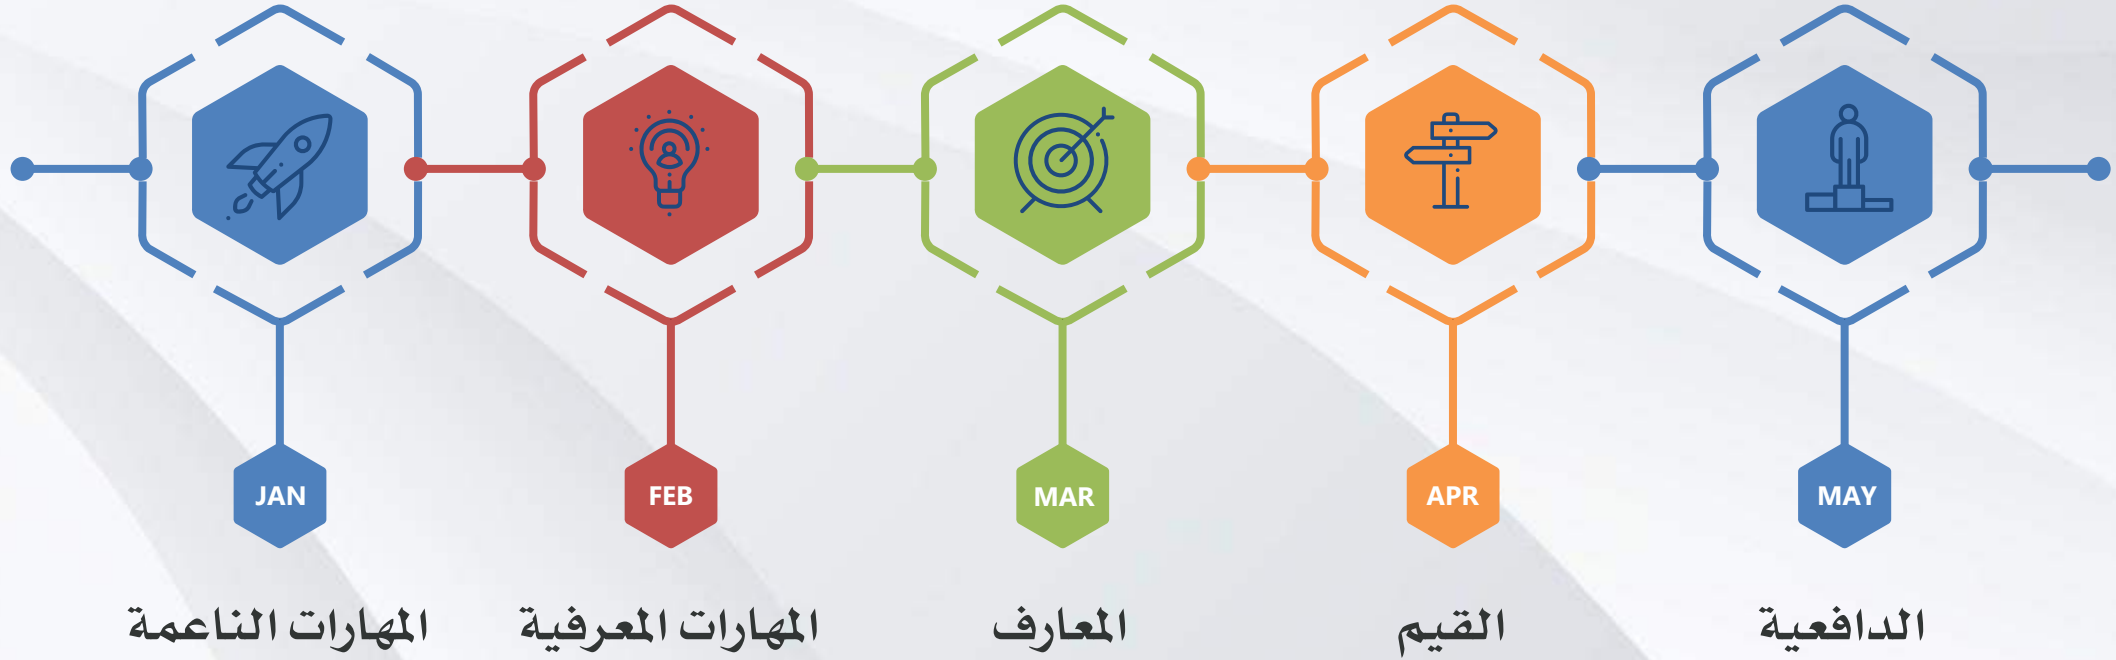 JAN
FEB
MAR
APR
MAY
المهارات الناعمة
المهارات المعرفية
المعارف
القيم
الدافعية